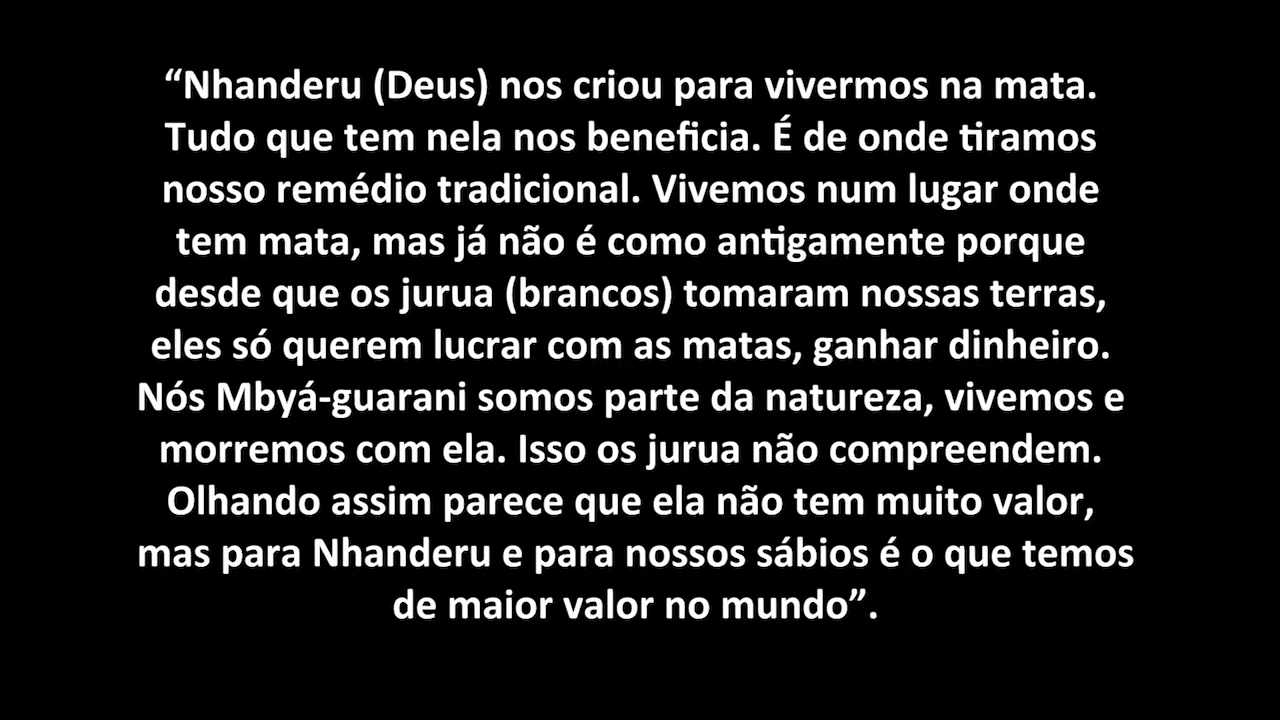 “Nhanderu (Deus) nos criou para vivermos na mata.
Tudo que tem nela nos beneficia. É de onde tiramos
nosso remédio tradicional. Vivemos num lugar onde
tem mata, mas já não é como antigamente porque
desde que os jurua (brancos) tomaram nossas terras,
eles só querem lucrar com as matas, ganhar dinheiro.
Nós Mbyá-guarani somos parte da natureza, vivemos e
morremos com ela. Isso os jurua não compreendem.
Olhando assim parece que ela não tem muito valor,
mas para Nhanderu e para nossos sábios é o que temos
de maior valor no mundo”.